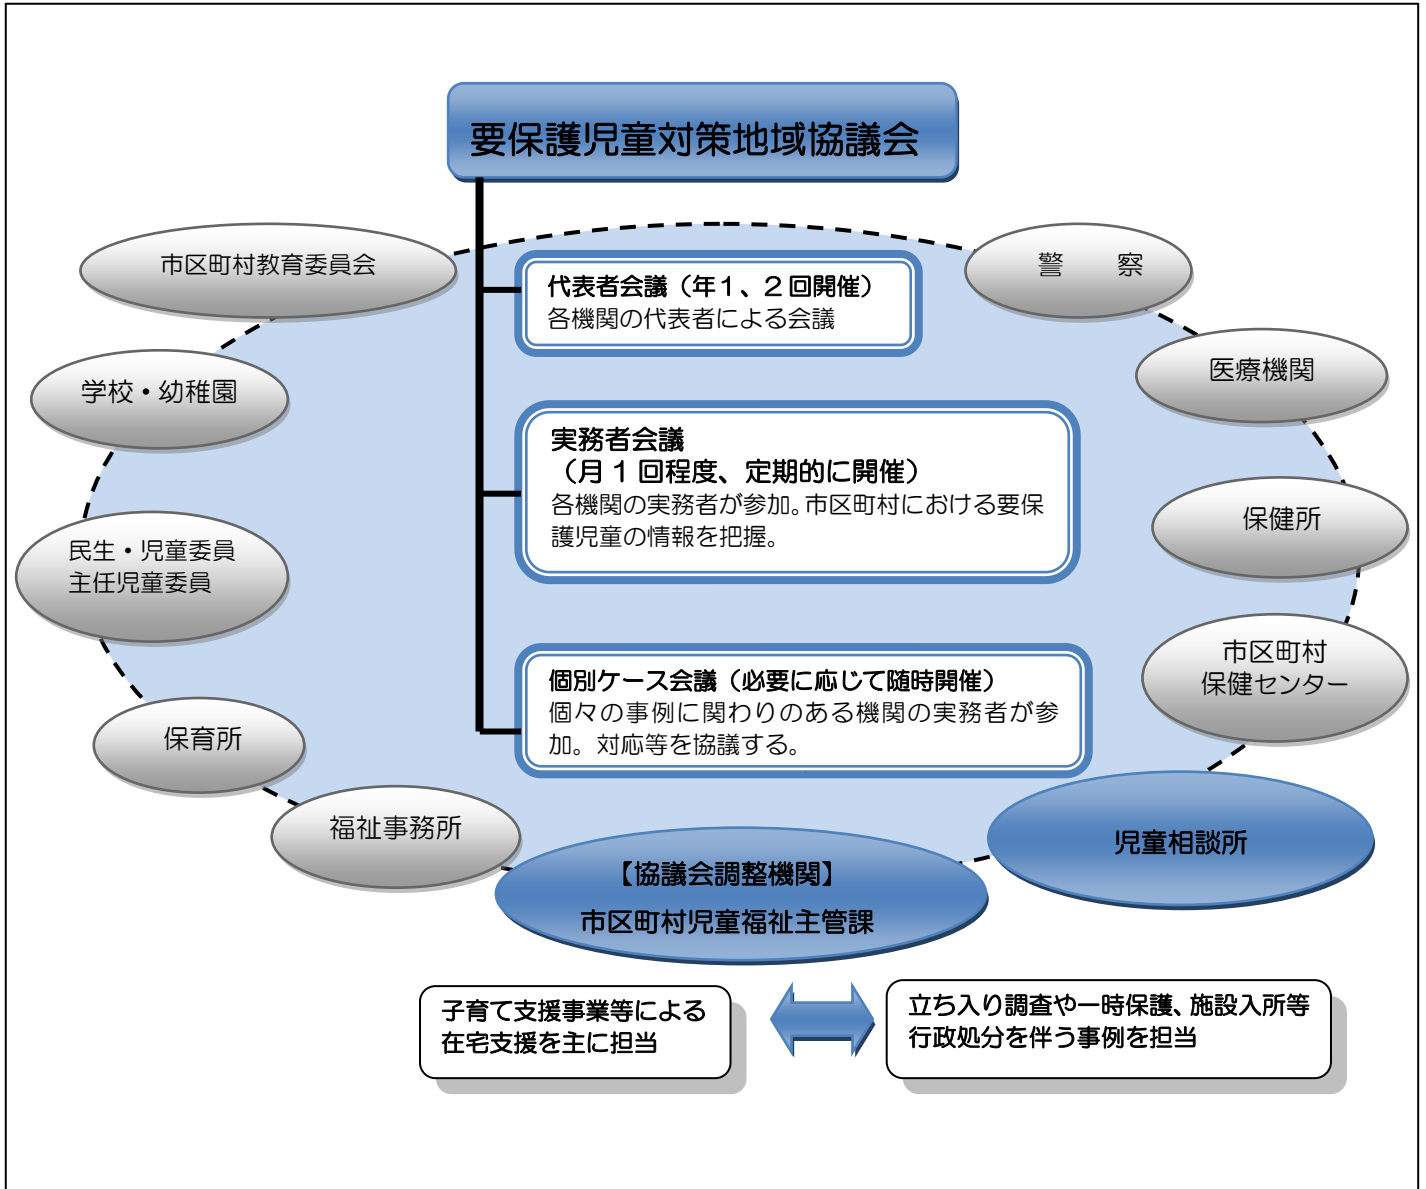 要保護児童対策地域協議会
市区町村教育委員会
警　　察
代表者会議（年１、２回開催）
各機関の代表者による会議
医療機関
学校・幼稚園
実務者会議
（月１回程度、定期的に開催）
各機関の実務者が参加。市区町村における要保
護児童の情報を把握。
保健所
民生・児童委員
主任児童委員
市区町村
保健センター
個別ケース会議（必要に応じて随時開催）
個々の事例に関わりのある機関の実務者が参
加。対応等を協議する。
保育所
福祉事務所
児童相談所
【協議会調整機関】
市区町村児童福祉主管課
子育て支援事業等による
在宅支援を主に担当
立ち入り調査や一時保護、施設入所等
行政処分を伴う事例を担当